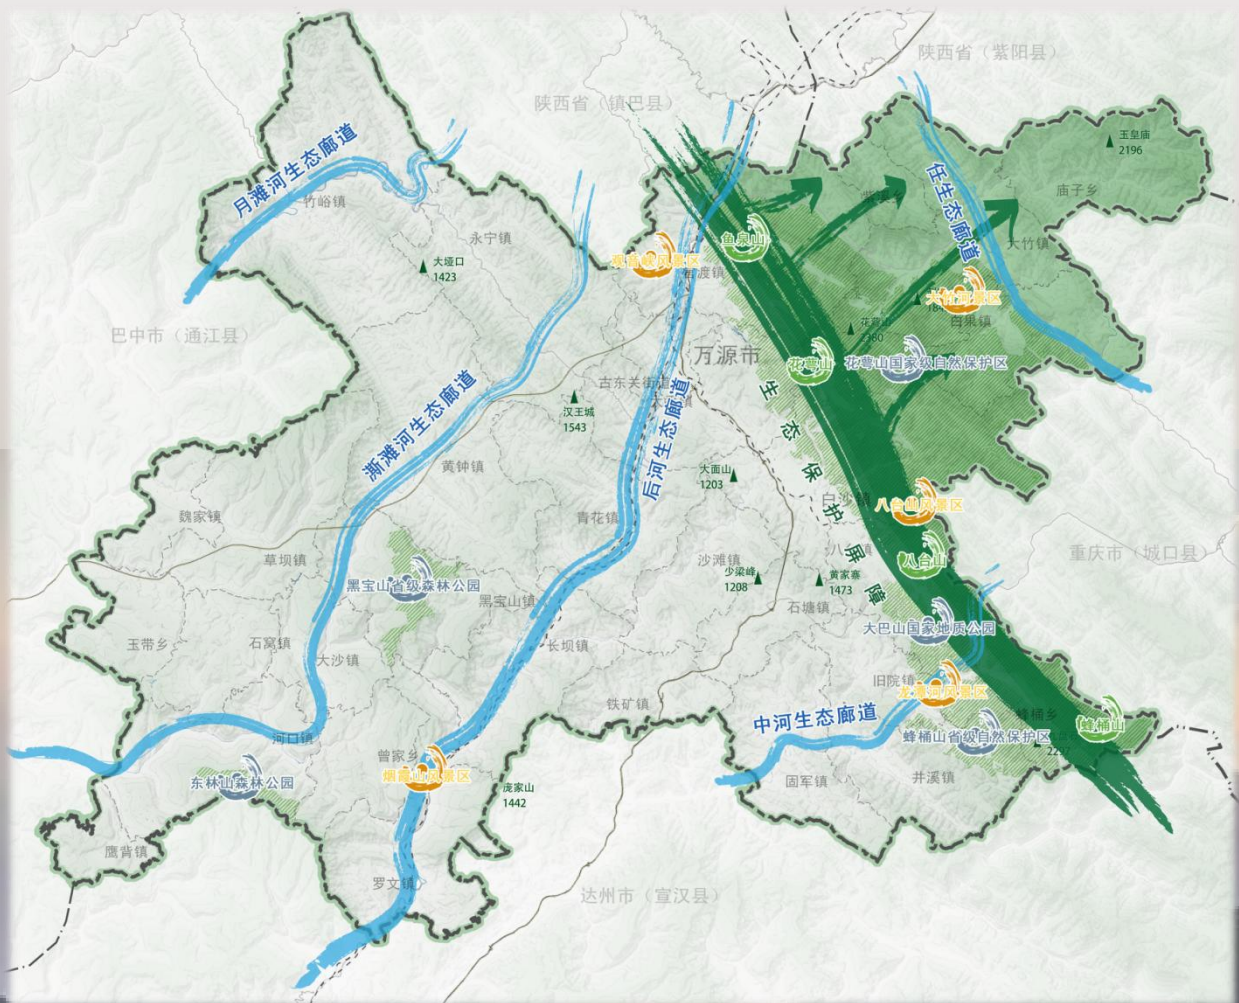 陕西省（紫阳县）
陕西省（镇巴县）
玉皇庙
2196
月滩河生态廊道
任生态廊道
庙子乡
竹峪镇
永宁镇
大垭口
1423
鱼泉山
大竹镇
观音峡风景区
官渡镇
大竹河景区
白果镇
巴中市（通江县）
万源市
花萼山
花萼山国家级自然保护区
古东关街道
汉王城
1543
生态保护屏障
澌滩河生态廊道
后河生态廊道
黄钟镇
大面山
1203
白沙镇
八台山风景区
魏家镇
青花镇
草坝镇
沙滩镇
八台山
重庆市（城口县）
少梁峰
1208
黄家寨
1473
黑宝山省级森林公园
黑宝山镇
石塘镇
大巴山国家地质公园
玉带乡
石窝镇
大沙镇
长坝镇
旧院镇
龙潭河风景区
铁矿镇
中河生态廊道
蜂桶乡
蜂桶山
蜂桶山省级自然保护区
河口镇
曾家乡
烟霞山风景区
东林山森林公园
固军镇
井溪镇
庞家山
1442
鹰背镇
罗文镇
达州市（宣汉县）